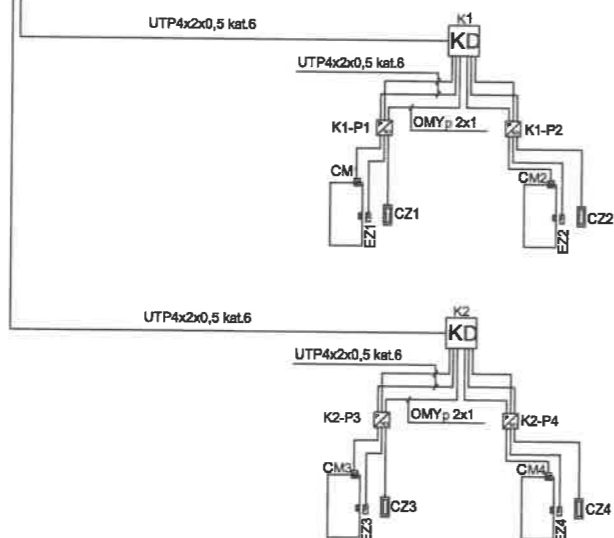 UTP4x2x0,5 kat.6
K1
KD
UTP4x2x0,5 kat.6
K1-P1
OMYp 2x1
K1-P2
CM
CM2
EZ1
CZ1
EZ2
CZ2
UTP4x2x0,5 kat.6
K2
KD
UTP4x2x0,5 kat.6
K2-P3
OMYp 2x1
K2-P4
CM3
CM4
EZ3
CZ3
EZ4
CZ4